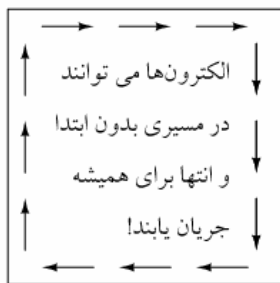 الکترون‌ها می توانند
در مسیری بدون ابتدا
و انتها برای همیشه
جریان یابند!